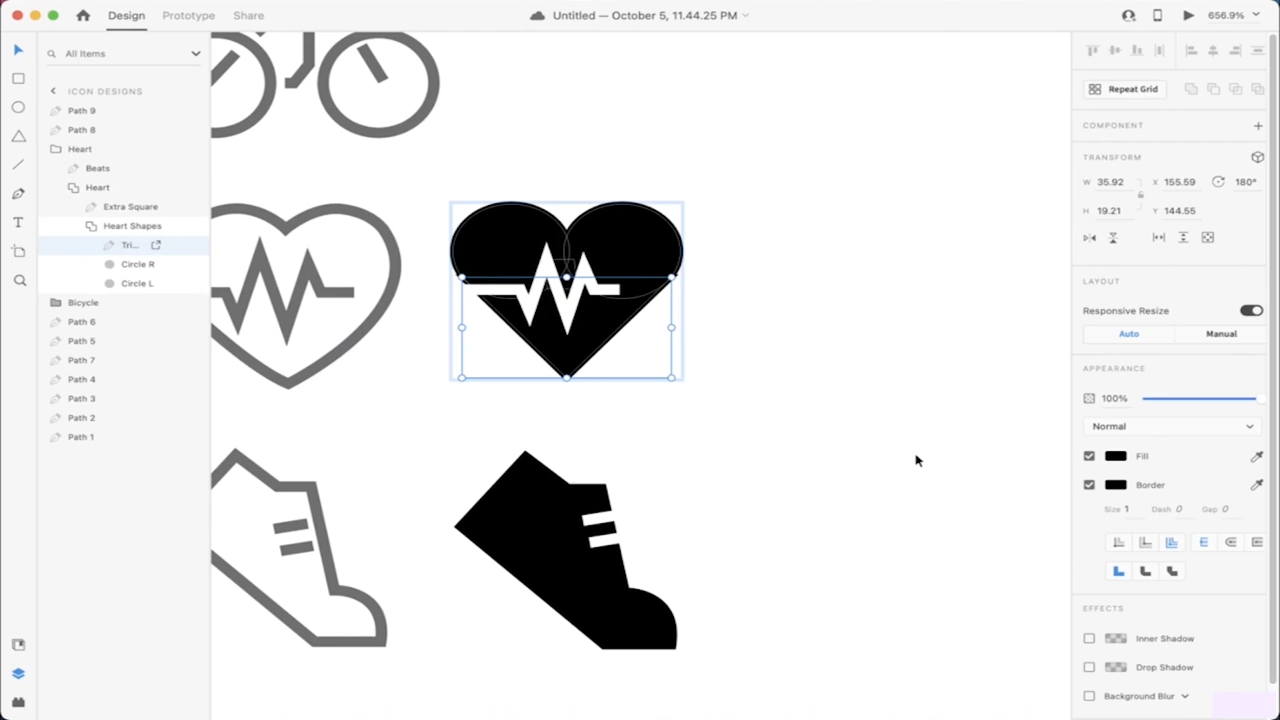 Design Prototype Share Untitled — October 5, 11.44.25 PM 656.9%
All Items
ICON DESIGNS
Path 9
Path 8
Heart
Beats
Heart
Extra Square
Heart Shapes
Tri...
Circle R
Circle L
Bicycle
Path 6
Path 5
Path 7
Path 4
Path 3
Path 2
Path 1
T
Repeat Grid
COMPONENT
TRANSFORM
W 35.92 X 155.59 180°
H 19.21 Y 144.55
LAYOUT
Responsive Resize
Auto Manual
APPEARANCE
100%
Normal
Fill
Border
Size 1 Dash 0 Gap 0
EFFECTS
Inner Shadow
Drop Shadow
Background Blur